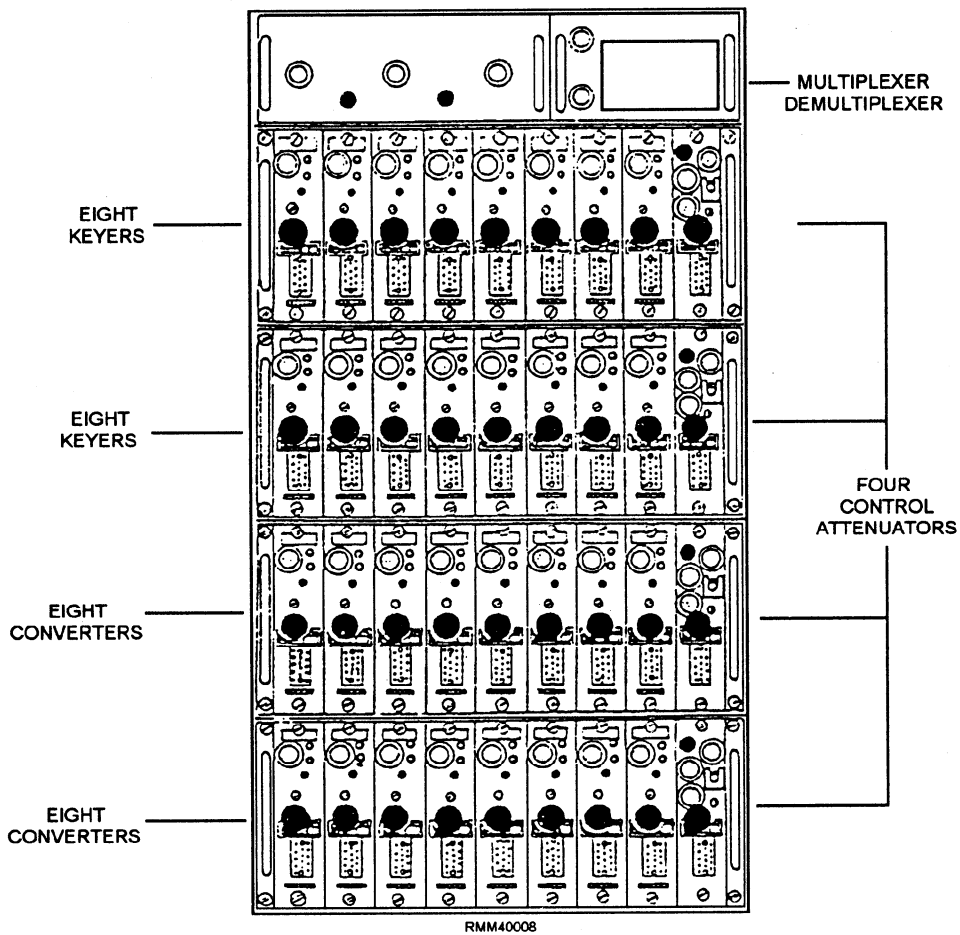 MULTIPLEXER
DEMULTIPLEXER
EIGHT
KEYERS
EIGHT
KEYERS
FOUR
CONTROL
ATTENUATORS
EIGHT
CONVERTERS
EIGHT
CONVERTERS
RMM40008